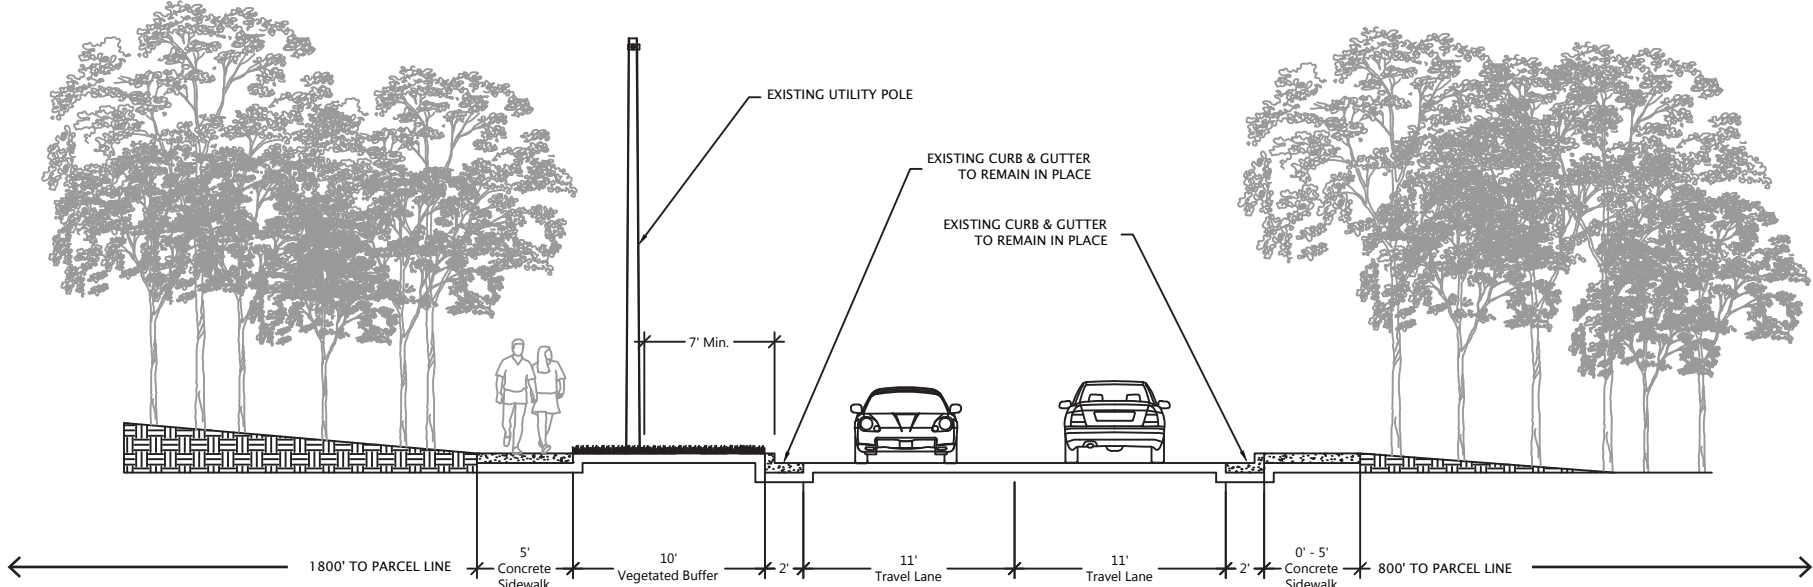 EXISTING UTILITY POLE
EXISTING CURB & GUTTER
TO REMAIN IN PLACE
EXISTING CURB & GUTTER
TO REMAIN IN PLACE
7' Min.
1800' TO PARCEL LINE
5'
Concrete
Sidewalk
10'
Vegetated Buffer
2'
11'
Travel Lane
11'
Travel Lane
2'
0' - 5'
Concrete
Sidewalk
800' TO PARCEL LINE